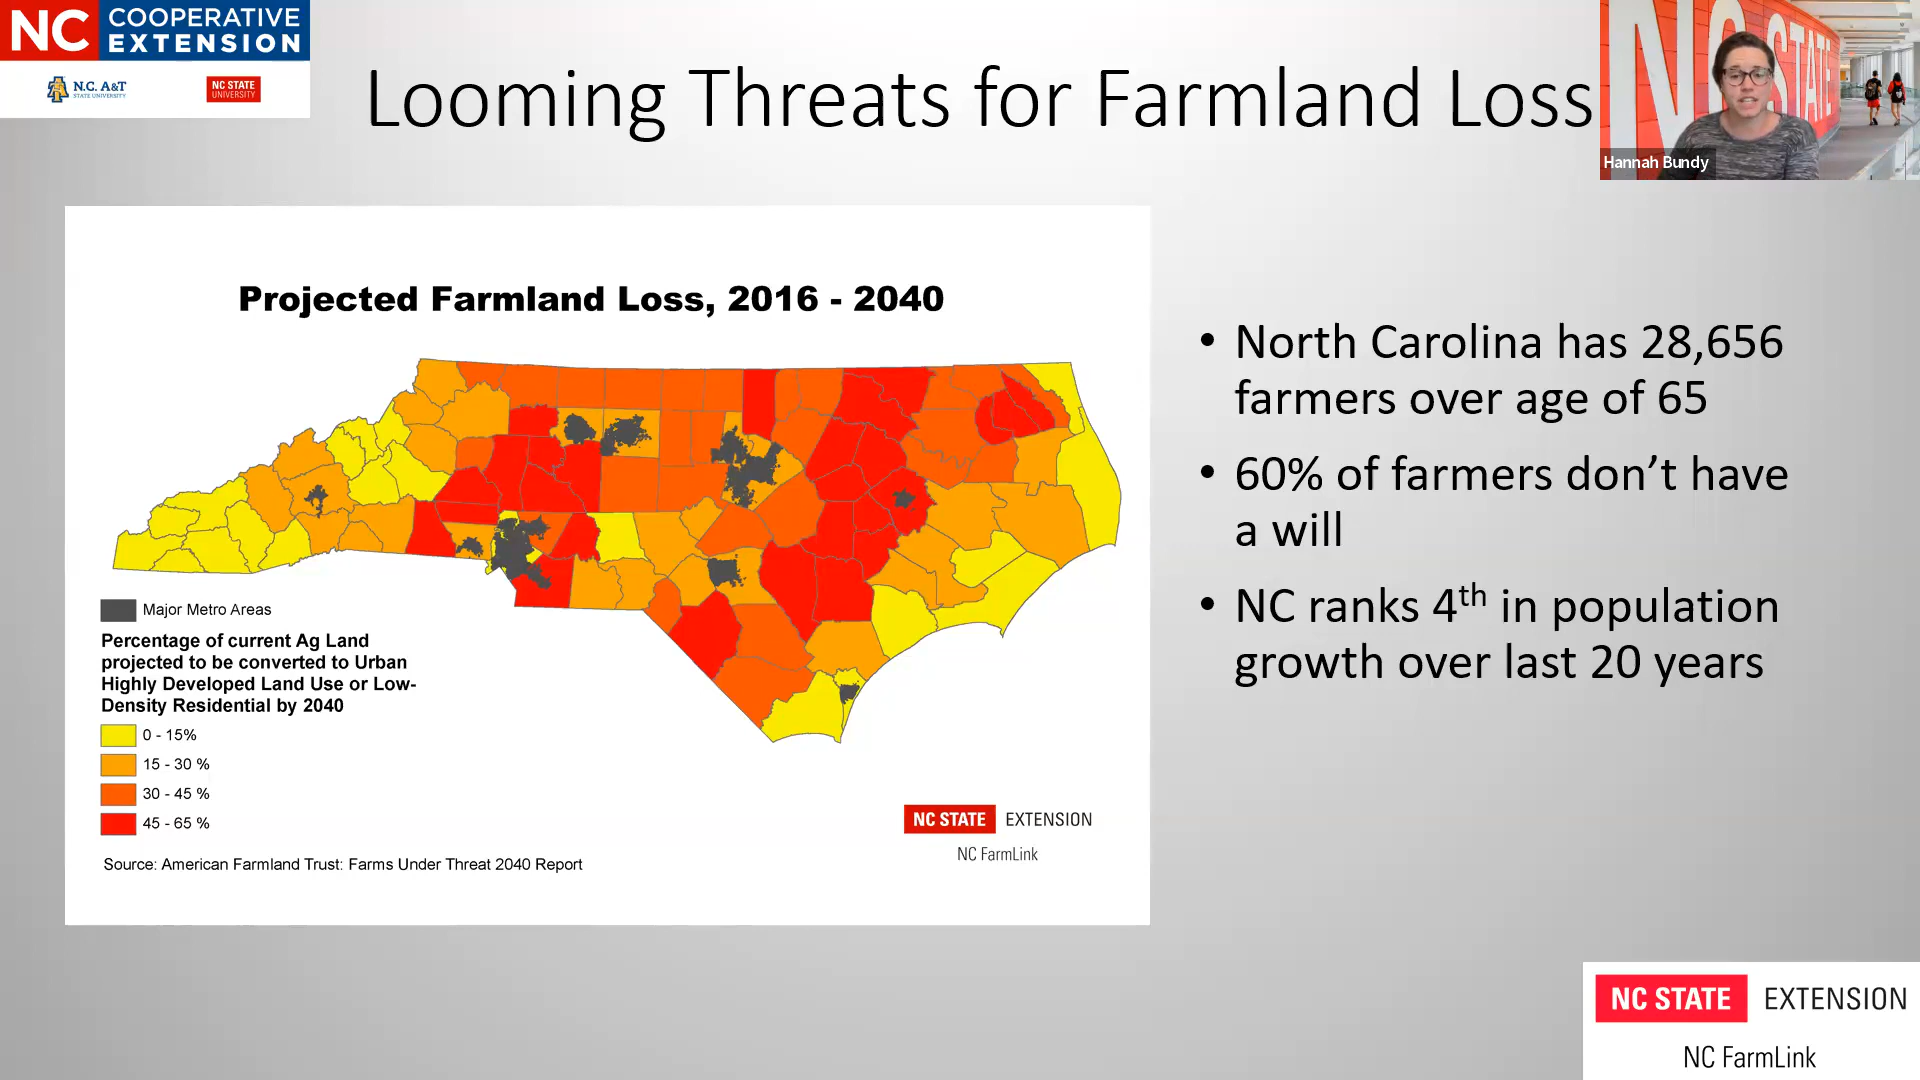 NC COOPERATIVE
EXTENSION
N.C. A&T
STATE UNIVERSITY
NC STATE
UNIVERSITY
Looming Threats for Farmland Loss
NC STATE
Hannah Bundy
Projected Farmland Loss, 2016 - 2040
Major Metro Areas
Percentage of current Ag Land
projected to be converted to Urban
Highly Developed Land Use or Low-
Density Residential by 2040
0 - 15%
15 - 30 %
30 - 45 %
45 - 65 %
Source: American Farmland Trust: Farms Under Threat 2040 Report
NC STATE EXTENSION
NC FarmLink
• North Carolina has 28,656
farmers over age of 65
• 60% of farmers don’t have
a will
• NC ranks 4th in population
growth over last 20 years
NC STATE EXTENSION
NC FarmLink